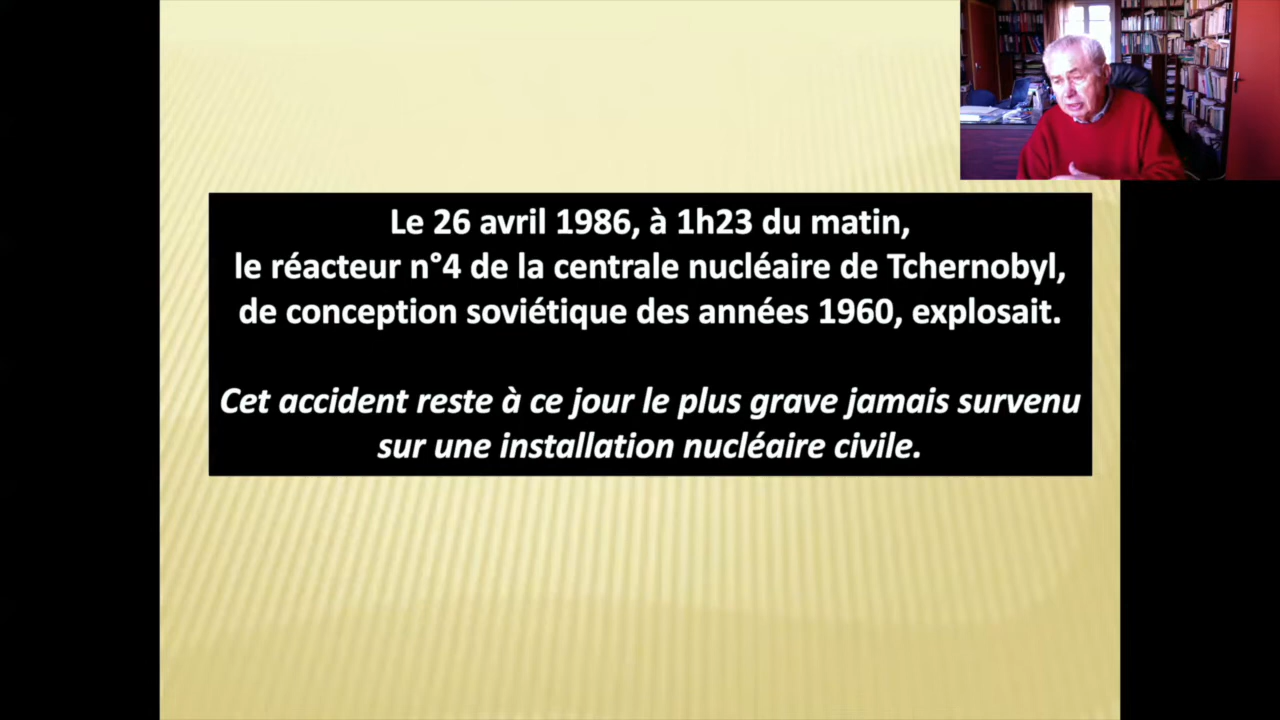 Le 26 avril 1986, à 1h23 du matin,
le réacteur n°4 de la centrale nucléaire de Tchernobyl,
de conception soviétique des années 1960, explosait.
Cet accident reste à ce jour le plus grave jamais survenu
sur une installation nucléaire civile.